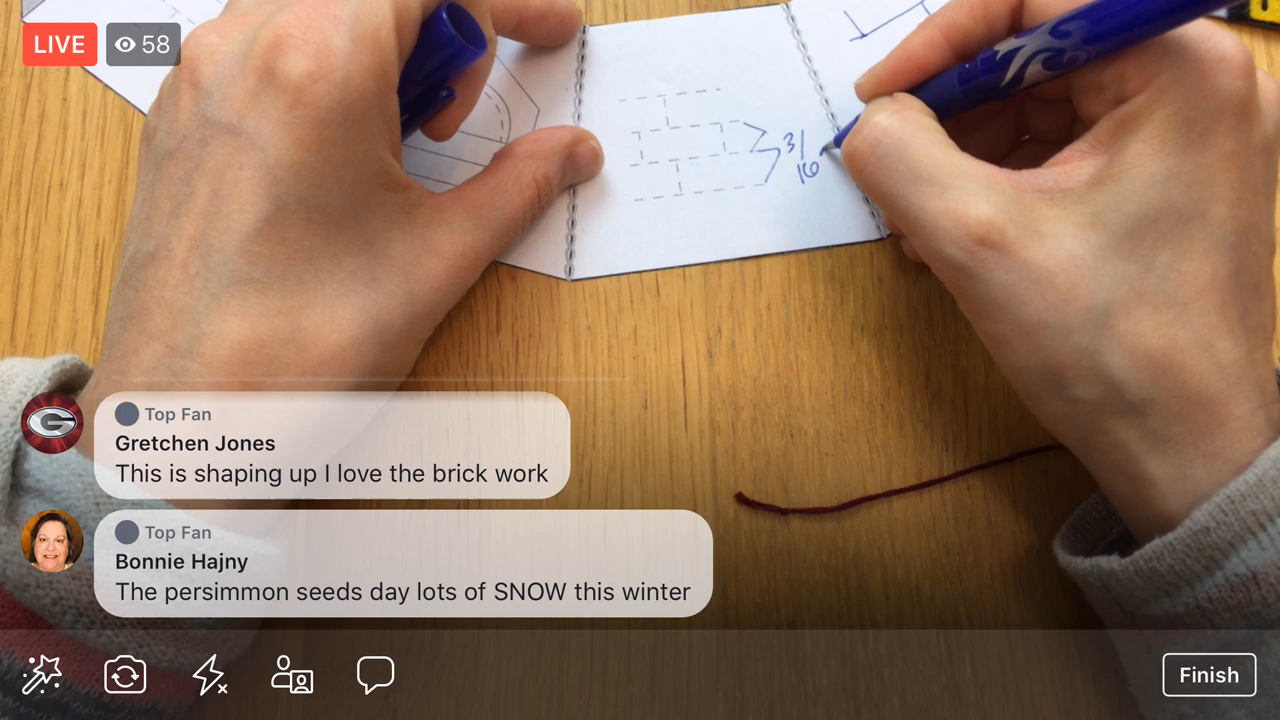 LIVE
58
3/
16
Top Fan
Gretchen Jones
This is shaping up I love the brick work
Top Fan
Bonnie Hajny
The persimmon seeds day lots of SNOW this winter
Finish
G